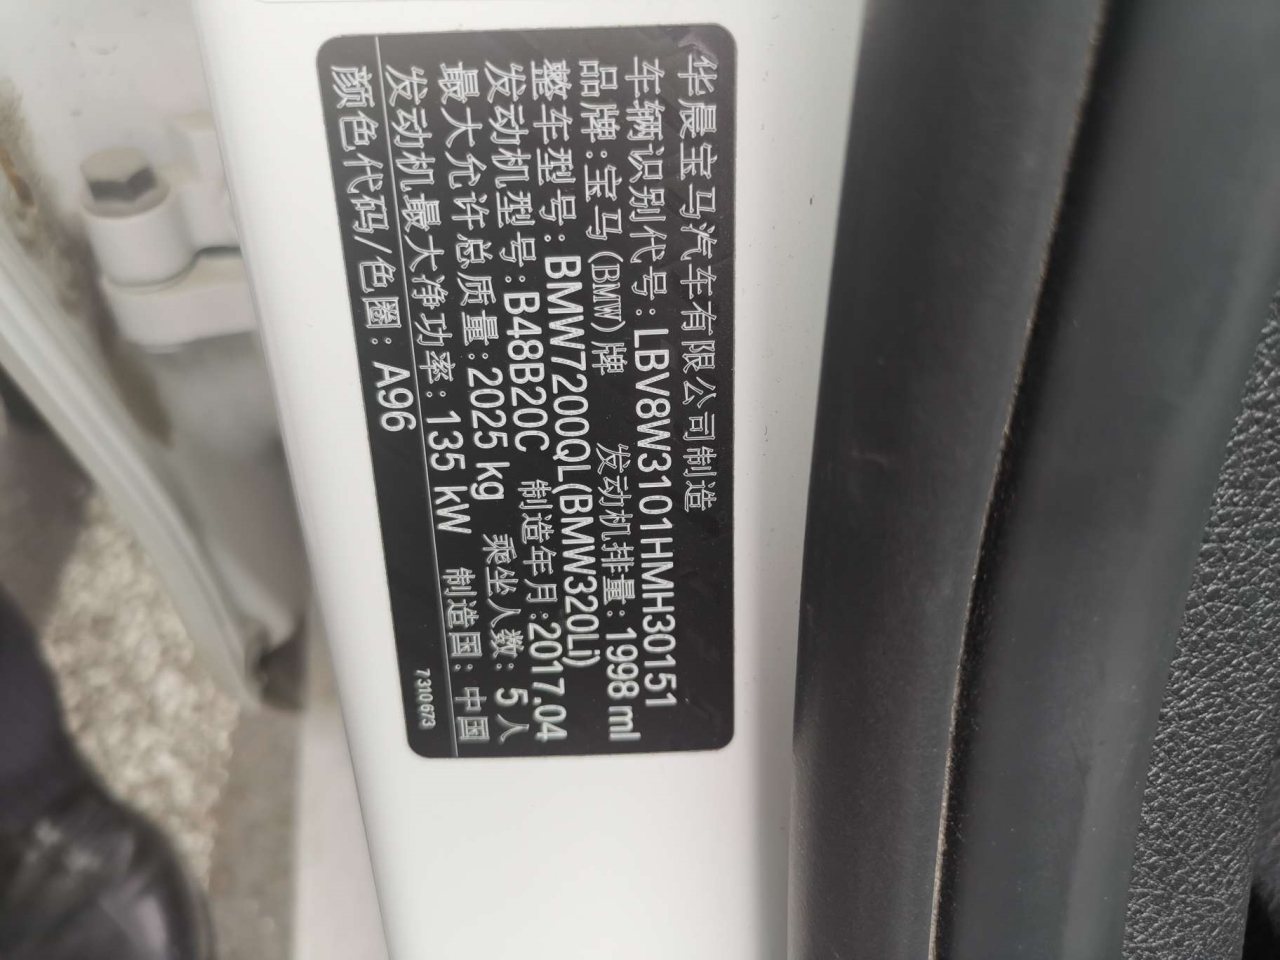 华晨宝马汽车有限公司制造
车辆识别代号:LBV8W3101HMH30151
品牌:宝马(BMW)牌 发动机排量:1998 ml
整车型号:BMW7200QL(BMW320Li)
发动机型号:B48B20C 制造年月:2017.04
最大允许总质量:2025 kg 乘坐人数:5人
发动机最大净功率:135 kW 制造国:中国
颜色代码/色圈:A96 7 310 673